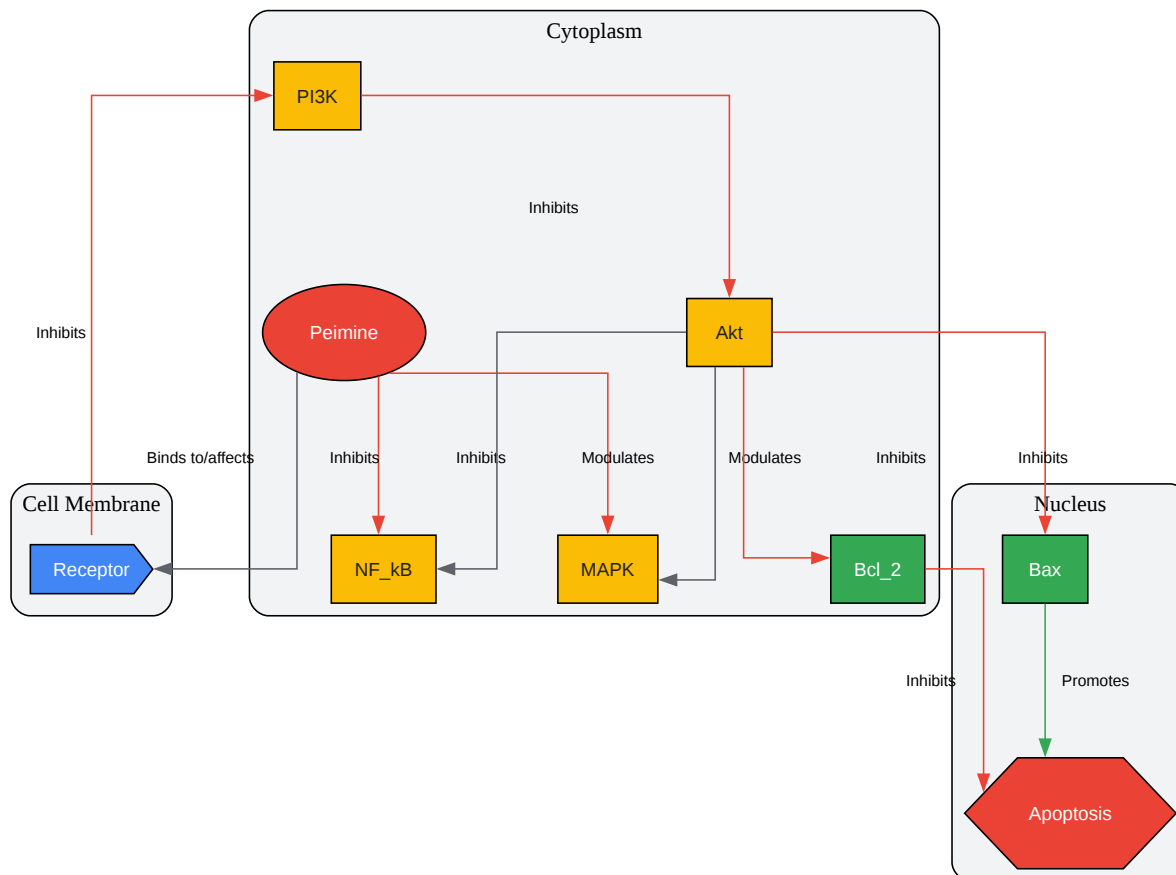 Cytoplasm
PI3K
Inhibits
Peimine
Akt
Inhibits
Binds to/affects
Inhibits
Inhibits
Modulates
Modulates
Inhibits
Inhibits
Cell Membrane
Nucleus
Receptor
NF_kB
MAPK
Bcl_2
Bax
Inhibits
Promotes
Apoptosis